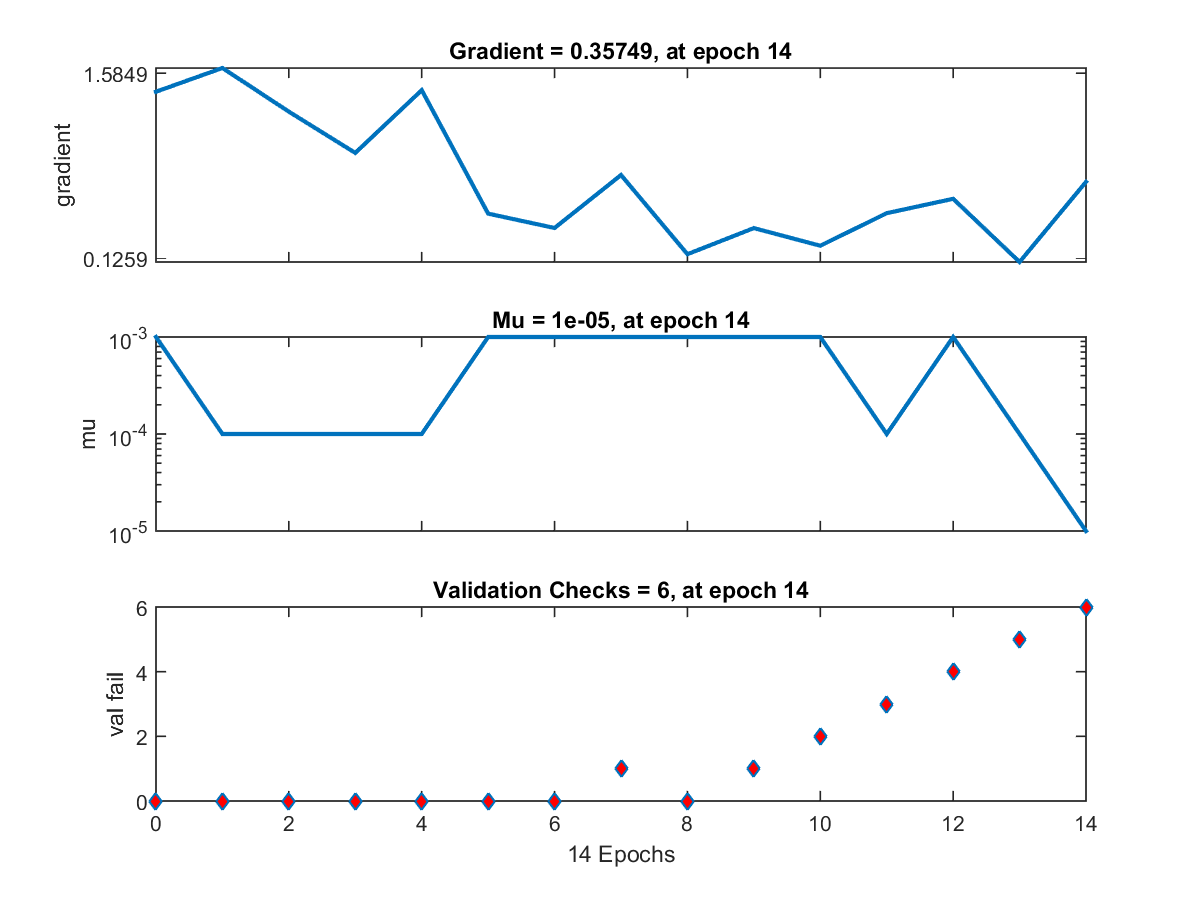 Gradient = 0.35749, at epoch 14
1.5849
gradient
0.1259
Mu = 1e-05, at epoch 14
10-3
mu
10-4
10-5
Validation Checks = 6, at epoch 14
6
4
val fail
2
0
0 2 4 6 8 10 12 14
14 Epochs